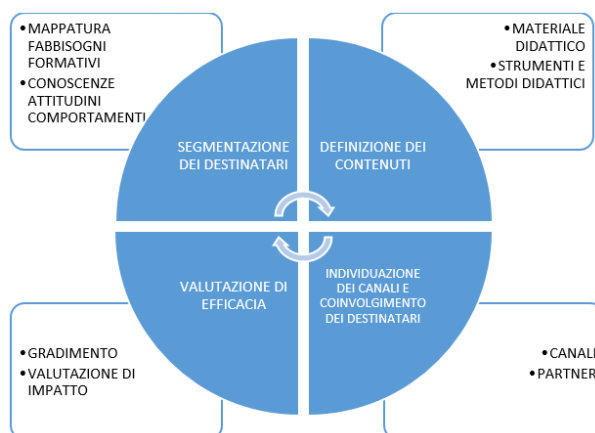 •MAPPATURA
FABBISOGNI
FORMATIVI
•CONOSCENZE
ATTITUDINI
COMPORTAMENTI
•MATERIALE
DIDATTICO
•STRUMENTI E
METODI DIDATTICI
SEGMENTAZIONE
DEI DESTINATARI
DEFINIZIONE DEI
CONTENUTI
VALUTAZIONE DI
EFFICACIA
INDIVIDUAZIONE
DEI CANALI E
COINVOLGIMENTO
DEI DESTINATARI
•GRADIMENTO
•VALUTAZIONE DI
IMPATTO
•CANALI
•PARTNER